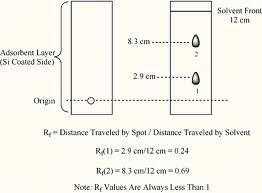 Solvent Front
12 cm
Adsorbent Layer
(Si Coated Side)
8.3 cm
2
2.9 cm
1
Origin
Rf = Distance Traveled by Spot / Distance Traveled by Solvent
Rf(1) = 2.9 cm/12 cm = 0.24
Rf(2) = 8.3 cm/12 cm = 0.69
Note: Rf Values Are Always Less Than 1